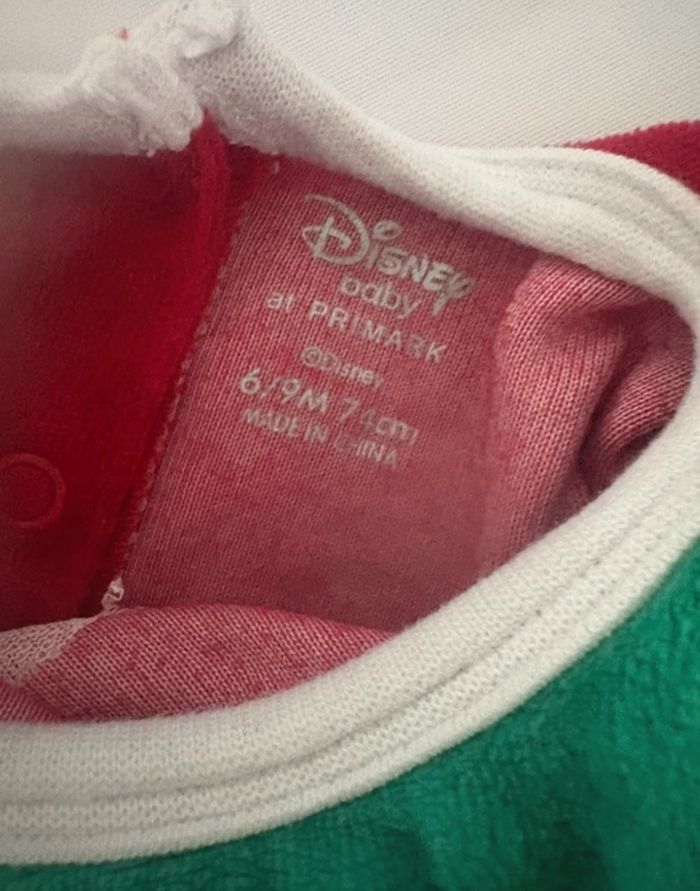 Disney
baby
at PRIMARK
©Disney
6/9M 74cm
MADE IN CHINA